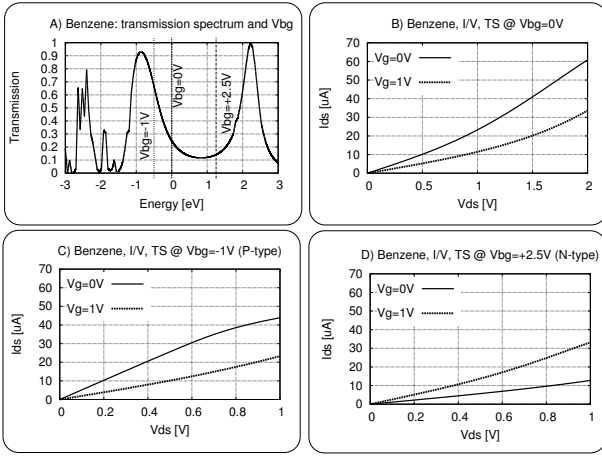 A) Benzene: transmission spectrum and Vbg
1
0.9
0.8
0.7
0.6
0.5
0.4
0.3
0.2
0.1
0
Transmission
Vbg=-1V
Vbg=0V
Vbg=+2.5V
-3 -2 -1 0 1 2 3
Energy [eV]
B) Benzene, I/V, TS @ Vbg=0V
70
60
50
40
30
20
10
0
Ids [uA]
Vg=0V
Vg=1V
0 0.5 1 1.5 2
Vds [V]
C) Benzene, I/V, TS @ Vbg=-1V (P-type)
70
60
50
40
30
20
10
0
Ids [uA]
Vg=0V
Vg=1V
0 0.2 0.4 0.6 0.8 1
Vds [V]
D) Benzene, I/V, TS @ Vbg=+2.5V (N-type)
70
60
50
40
30
20
10
0
Ids [uA]
Vg=0V
Vg=1V
0 0.2 0.4 0.6 0.8 1
Vds [V]